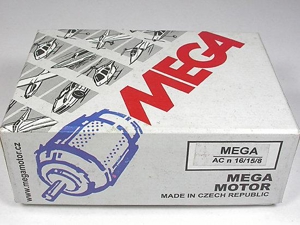 MEGA
www.megamotor.cz
MEGA
AC n 16/15/8
MEGA
MOTOR
MADE IN CZECH REPUBLIC